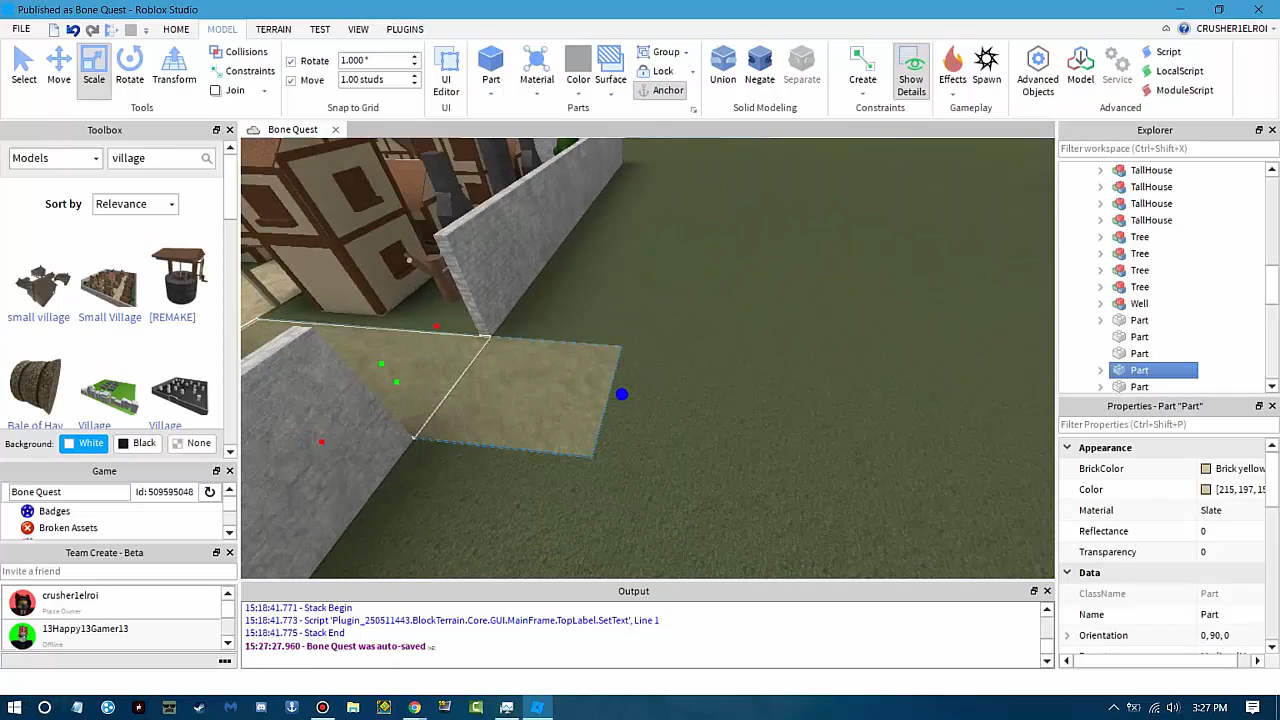 Published as Bone Quest - Roblox Studio
FILE HOME MODEL TERRAIN TEST VIEW PLUGINS CRUSHER1ELROI
Select Move Scale Rotate Transform
Collisions
Constraints
Join
Tools
Rotate 1.000 °
Move 1.00 studs
Snap to Grid
UI Editor
UI
Part Material Color Surface
Group
Lock
Anchor
Parts
Union Negate Separate
Solid Modeling
Create Show Details
Constraints
Effects Spawn
Gameplay
Advanced Objects Model Service
Script
LocalScript
ModuleScript
Advanced
Toolbox
Models village
Sort by Relevance
small village Small Village [REMAKE]
Bale of Hay Village Village
Background: White Black None
Game
Bone Quest Id: 509595048
Badges
Broken Assets
Team Create - Beta
Invite a friend
crusher1elroi
Place Owner
13Happy13Gamer13
Offline
Bone Quest
Output
15:18:41.771 - Stack Begin
15:18:41.773 - Script 'Plugin_250511443.BlockTerrain.Core.GUI.MainFrame.TopLabel.SetText', Line 1
15:18:41.775 - Stack End
15:27:27.960 - Bone Quest was auto-saved
Explorer
Filter workspace (Ctrl+Shift+X)
TallHouse
TallHouse
TallHouse
TallHouse
Tree
Tree
Tree
Tree
Well
Part
Part
Part
Part
Part
Properties - Part "Part"
Filter Properties (Ctrl+Shift+P)
Appearance
BrickColor Brick yellow
Color [215, 197, 15
Material Slate
Reflectance 0
Transparency 0
Data
ClassName Part
Name Part
Orientation 0, 90, 0
3:27 PM